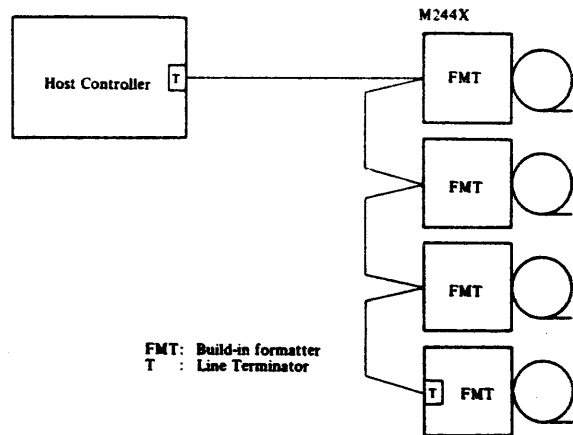 M244X
Host Controller
T
FMT
FMT
FMT
T
FMT
FMT: Build-in formatter
T : Line Terminator